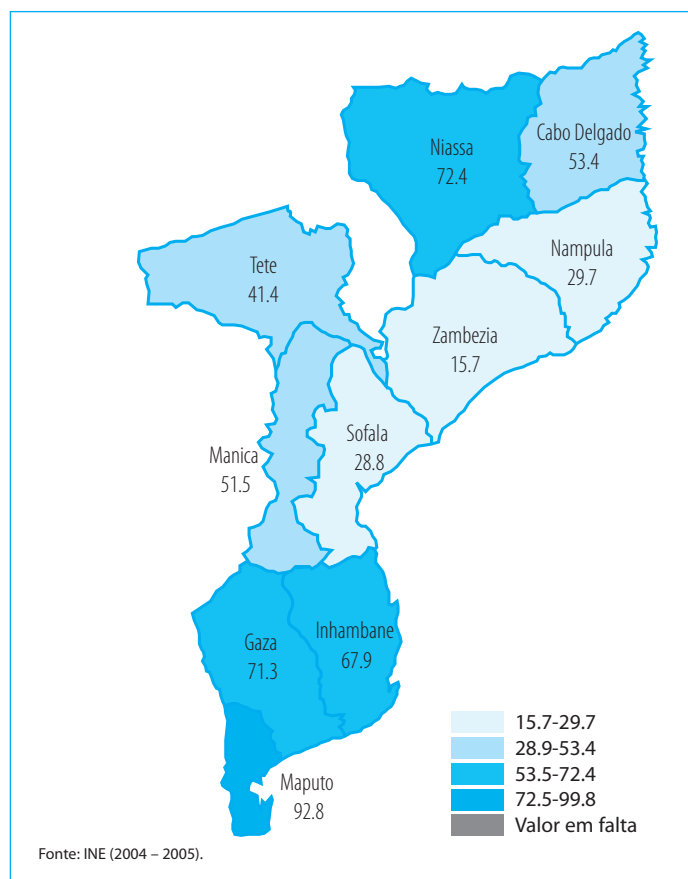 Cabo Delgado
53.4
Niassa
72.4
Nampula
29.7
Tete
41.4
Zambezia
15.7
Sofala
28.8
Manica
51.5
Inhambane
67.9
Gaza
71.3
Maputo
92.8
15.7-29.7
28.9-53.4
53.5-72.4
72.5-99.8
Valor em falta
Fonte: INE (2004 – 2005).